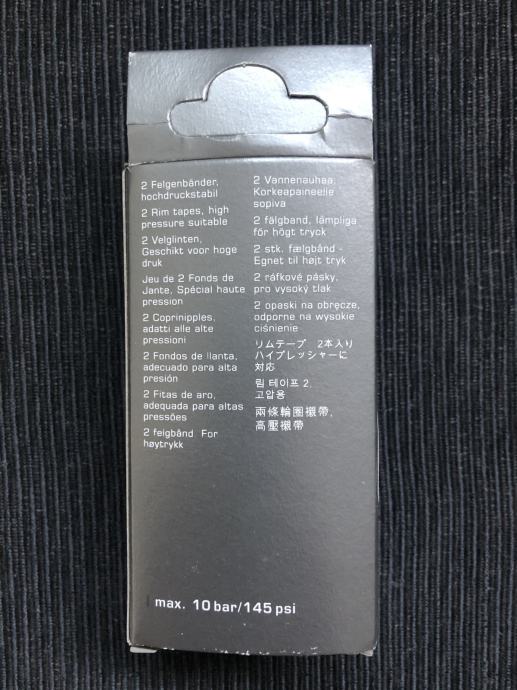 2 Felgenbänder,
hochdruckstabil
2 Rim tapes, high
pressure suitable
2 Velglinten,
Geschikt voor hoge
druk
Jeu de 2 Fonds de
Jante, Spécial haute
pression
2 Coprinipples,
adatti alle alte
pressioni
2 Fondos de llanta,
adecuado para alta
presión
2 Fitas de aro,
adequada para altas
pressões
2 felgbånd For
høytrykk
2 Vannenauhaa,
Korkeapaineelle
sopiva
2 fälgband, lämpliga
för högt tryck
2 stk. fælgbånd -
Egnet til højt tryk
2 ráfkové pásky,
pro vysoký tlak
2 opaski na obręcze,
odporne na wysokie
ciśnienie
リムテープ 2本入り
ハイプレッシャーに
対応
림 테이프 2,
고압용
兩條輪圈襯帶,
高壓襯帶
max. 10 bar/145 psi